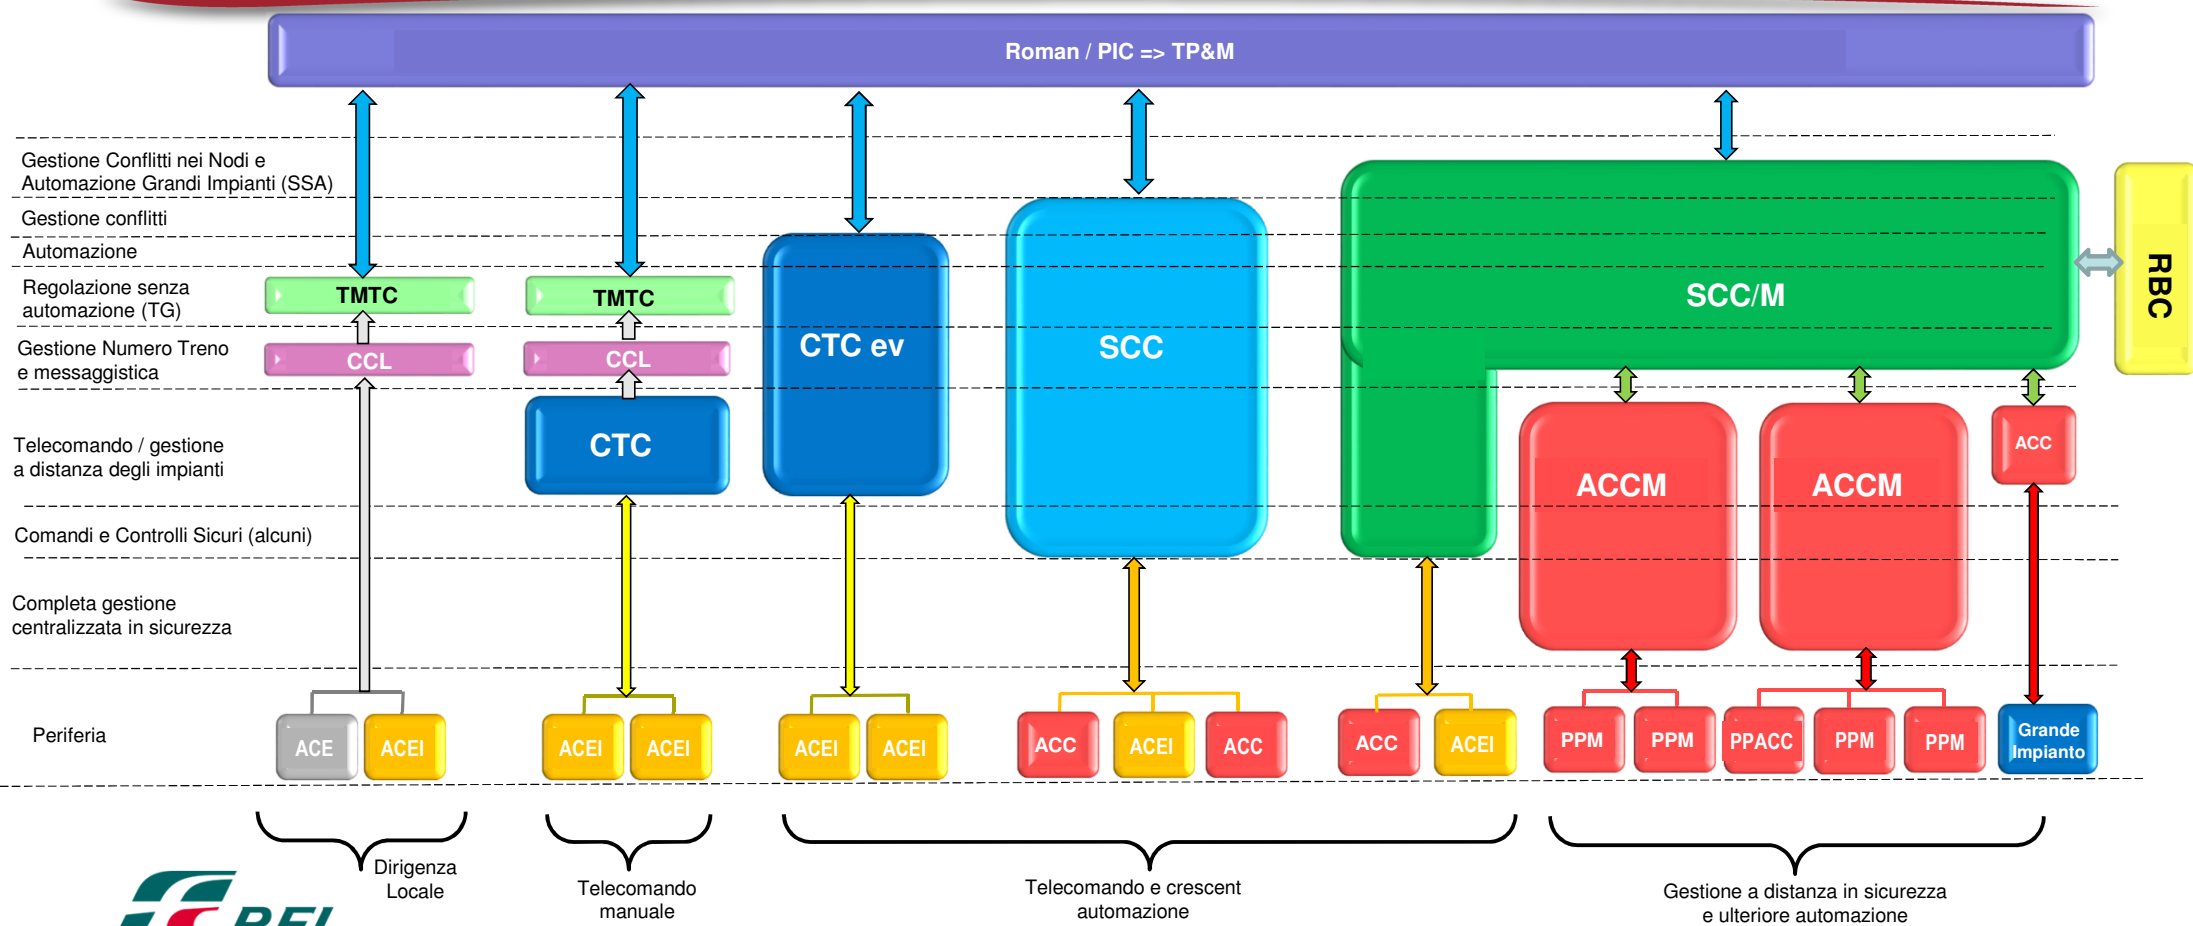 Roman / PIC => TP&M
Gestione Conflitti nei Nodi e
Automazione Grandi Impianti (SSA)
Gestione conflitti
Automazione
Regolazione senza
automazione (TG)
Gestione Numero Treno
e messaggistica
Telecomando / gestione
a distanza degli impianti
Comandi e Controlli Sicuri (alcuni)
Completa gestione
centralizzata in sicurezza
Periferia
TMTC
CCL
TMTC
CCL
CTC
CTC ev
SCC
SCC/M
RBC
ACCM
ACCM
ACC
ACE
ACEI
ACEI
ACEI
ACEI
ACEI
ACC
ACEI
ACC
ACC
ACEI
PPM
PPM
PPACC
PPM
PPM
Grande
Impianto
Dirigenza
Locale
Telecomando
manuale
Telecomando e crescent
automazione
Gestione a distanza in sicurezza
e ulteriore automazione
RFI